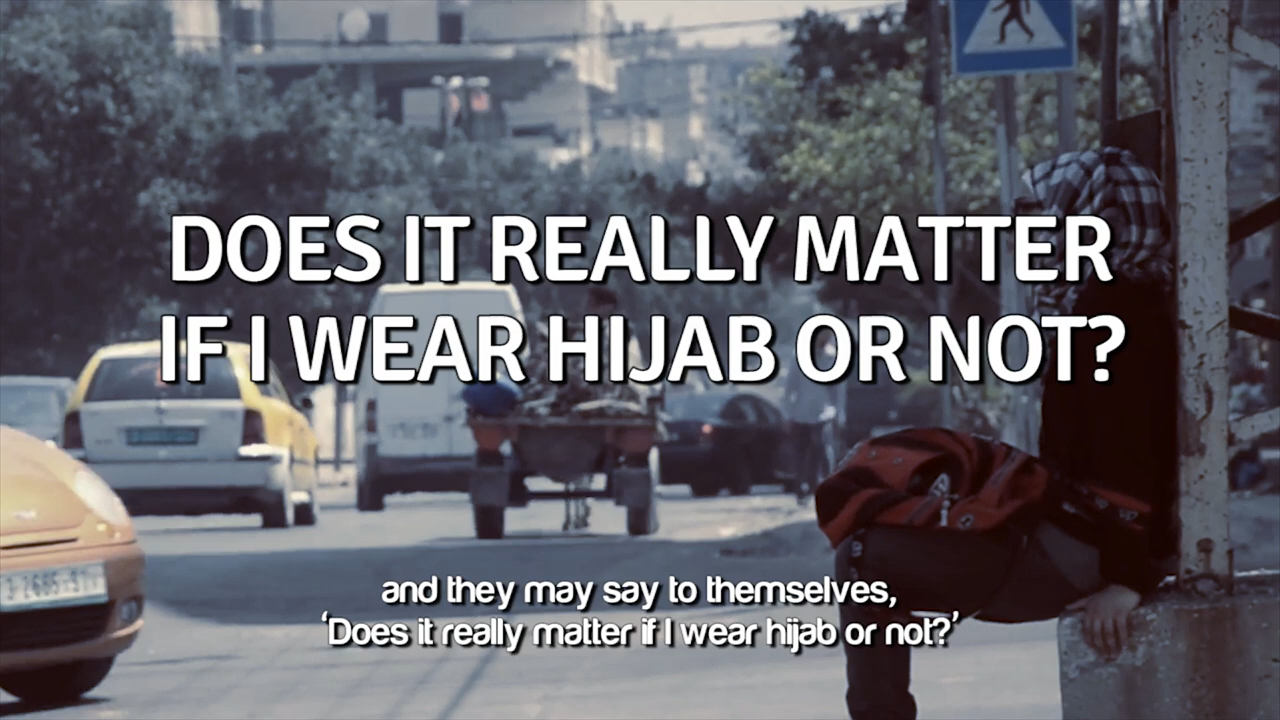 DOES IT REALLY MATTER
IF I WEAR HIJAB OR NOT?
and they may say to themselves,
‘Does it really matter if I wear hijab or not?’